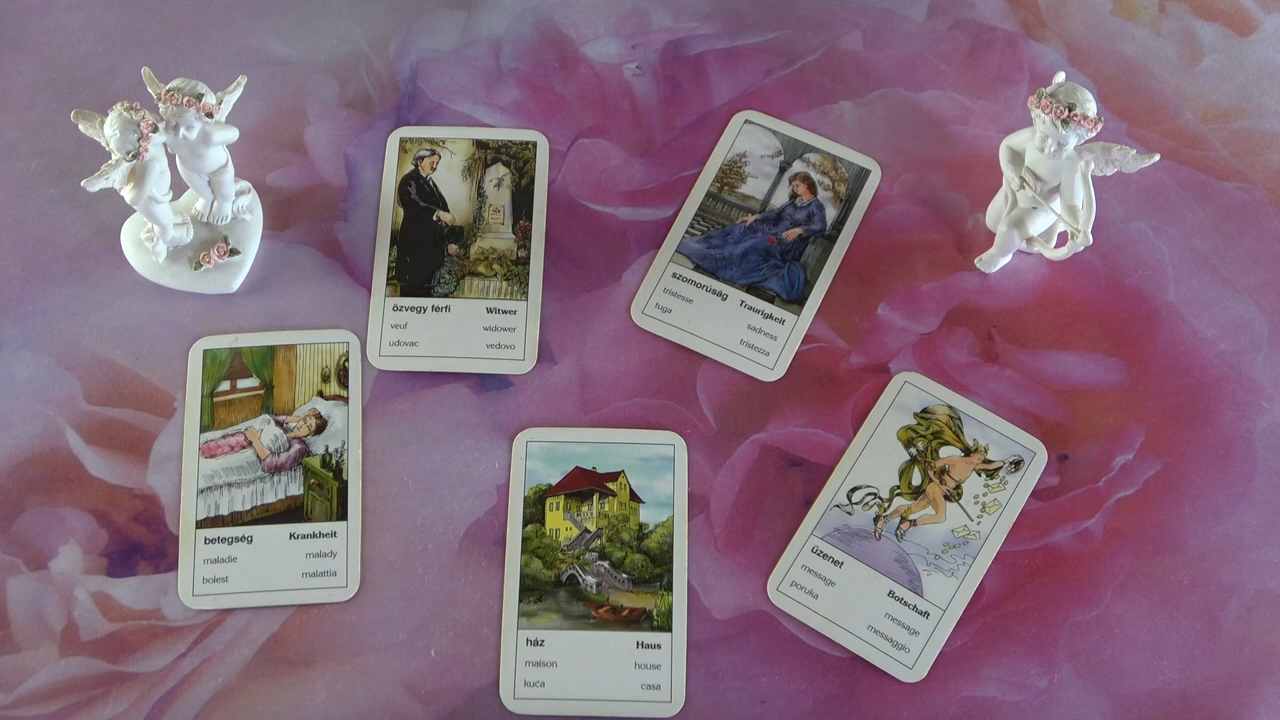 özvegy férfi Witwer
veuf widower
udovac vedovo
szomorúság Traurigkeit
tristesse sadness
tuga tristezza
betegség Krankheit
maladie malady
bolest malattia
ház Haus
maison house
kuća casa
üzenet Botschaft
message message
poruka messaggio